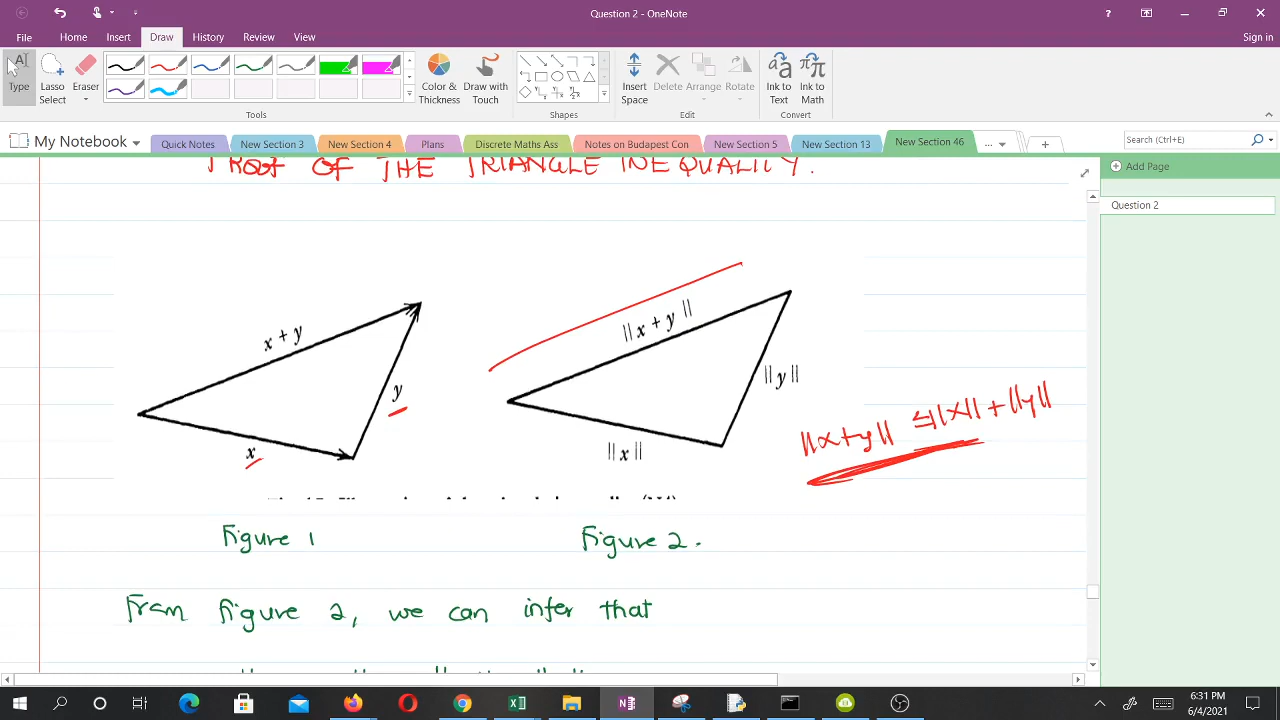 Question 2 - OneNote
File
Home
Insert
Draw
History
Review
View
Sign in
Type
Lasso Select
Eraser
Color & Thickness
Draw with Touch
Insert Space
Delete
Arrange
Rotate
Ink to Text
Ink to Math
Tools
Shapes
Edit
Convert
My Notebook
Quick Notes
New Section 3
New Section 4
Plans
Discrete Maths Ass
Notes on Budapest Con
New Section 5
New Section 13
New Section 46
...
Search (Ctrl+E)
Add Page
Question 2
PROOF OF THE TRIANGLE INEQUALITY.
x + y
y
x
|| x + y ||
|| y ||
|| x ||
||x+y|| ≤ ||x|| + ||y||
Figure 1
Figure 2.
From figure 2, we can infer that
6:31 PM
6/4/2021